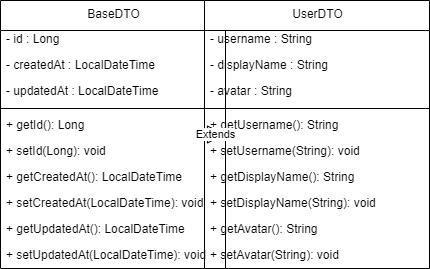 BaseDTO
- id : Long
- createdAt : LocalDateTime
- updatedAt : LocalDateTime
+ getId(): Long
+ setId(Long): void
+ getCreatedAt(): LocalDateTime
+ setCreatedAt(LocalDateTime): void
+ getUpdatedAt(): LocalDateTime
+ setUpdatedAt(LocalDateTime): void
Extends
UserDTO
- username : String
- displayName : String
- avatar : String
+ getUsername(): String
+ setUsername(String): void
+ getDisplayName(): String
+ setDisplayName(String): void
+ getAvatar(): String
+ setAvatar(String): void